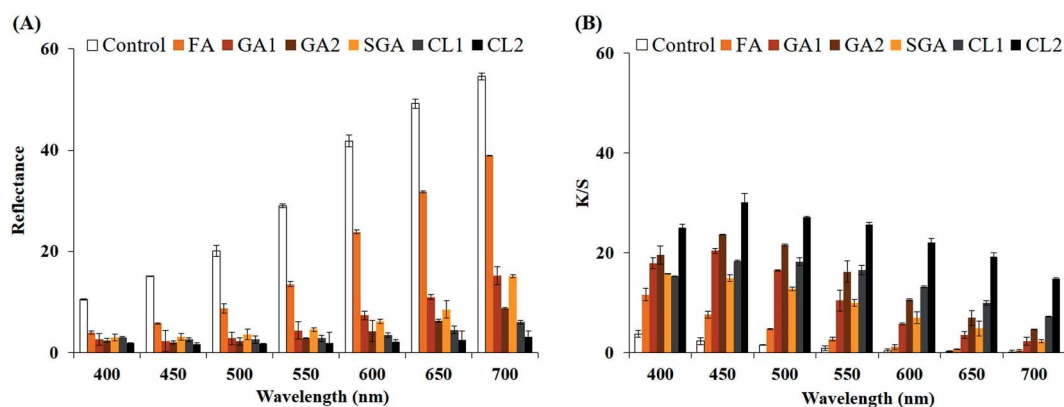 (A)
Control FA GA1 GA2 SGA CL1 CL2
60
40
20
0
Reflectance
400 450 500 550 600 650 700
Wavelength (nm)
(B)
Control FA GA1 GA2 SGA CL1 CL2
60
40
20
0
K/S
400 450 500 550 600 650 700
Wavelength (nm)